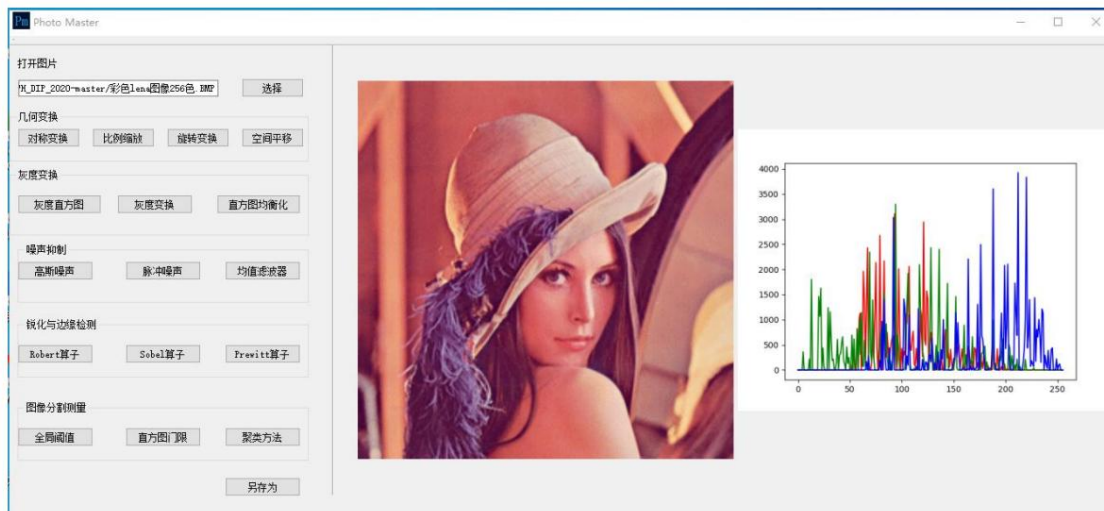 Pm Photo Master
打开图片
PH_DIP_2020-master/彩色lena图像256色.BMP 选择
几何变换
对称变换 比例缩放 旋转变换 空间平移
灰度变换
灰度直方图 灰度变换 直方图均衡化
噪声抑制
高斯噪声 脉冲噪声 均值滤波器
锐化与边缘检测
Robert算子 Sobel算子 Prewitt算子
图像分割测量
全局阈值 直方图门限 聚类方法
另存为
4000
3500
3000
2500
2000
1500
1000
500
0
0 50 100 150 200 250